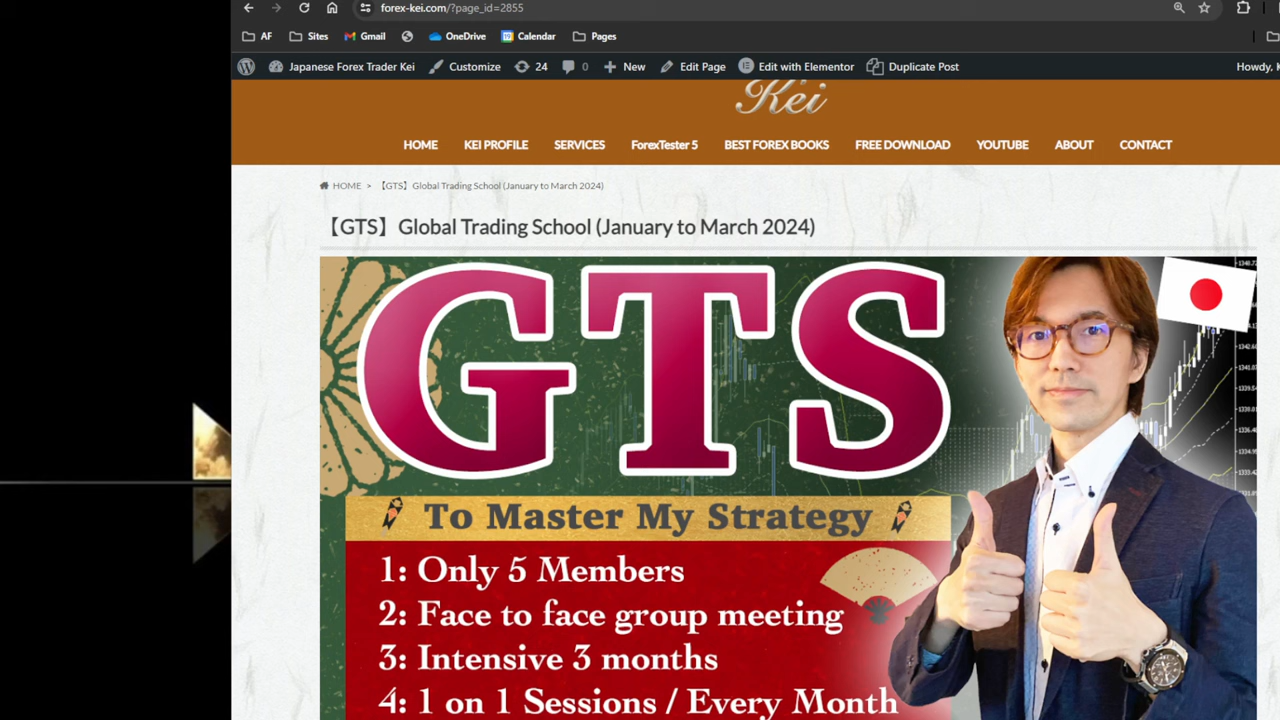 forex-kei.com/?page_id=2855
AF Sites Gmail OneDrive Calendar Pages
Japanese Forex Trader Kei Customize 24 0 New Edit Page Edit with Elementor Duplicate Post Howdy, K
Kei
HOME KEI PROFILE SERVICES ForexTester 5 BEST FOREX BOOKS FREE DOWNLOAD YOUTUBE ABOUT CONTACT
HOME > 【GTS】Global Trading School (January to March 2024)
【GTS】Global Trading School (January to March 2024)
GTS
To Master My Strategy
1: Only 5 Members
2: Face to face group meeting
3: Intensive 3 months
4: 1 on 1 Sessions / Every Month